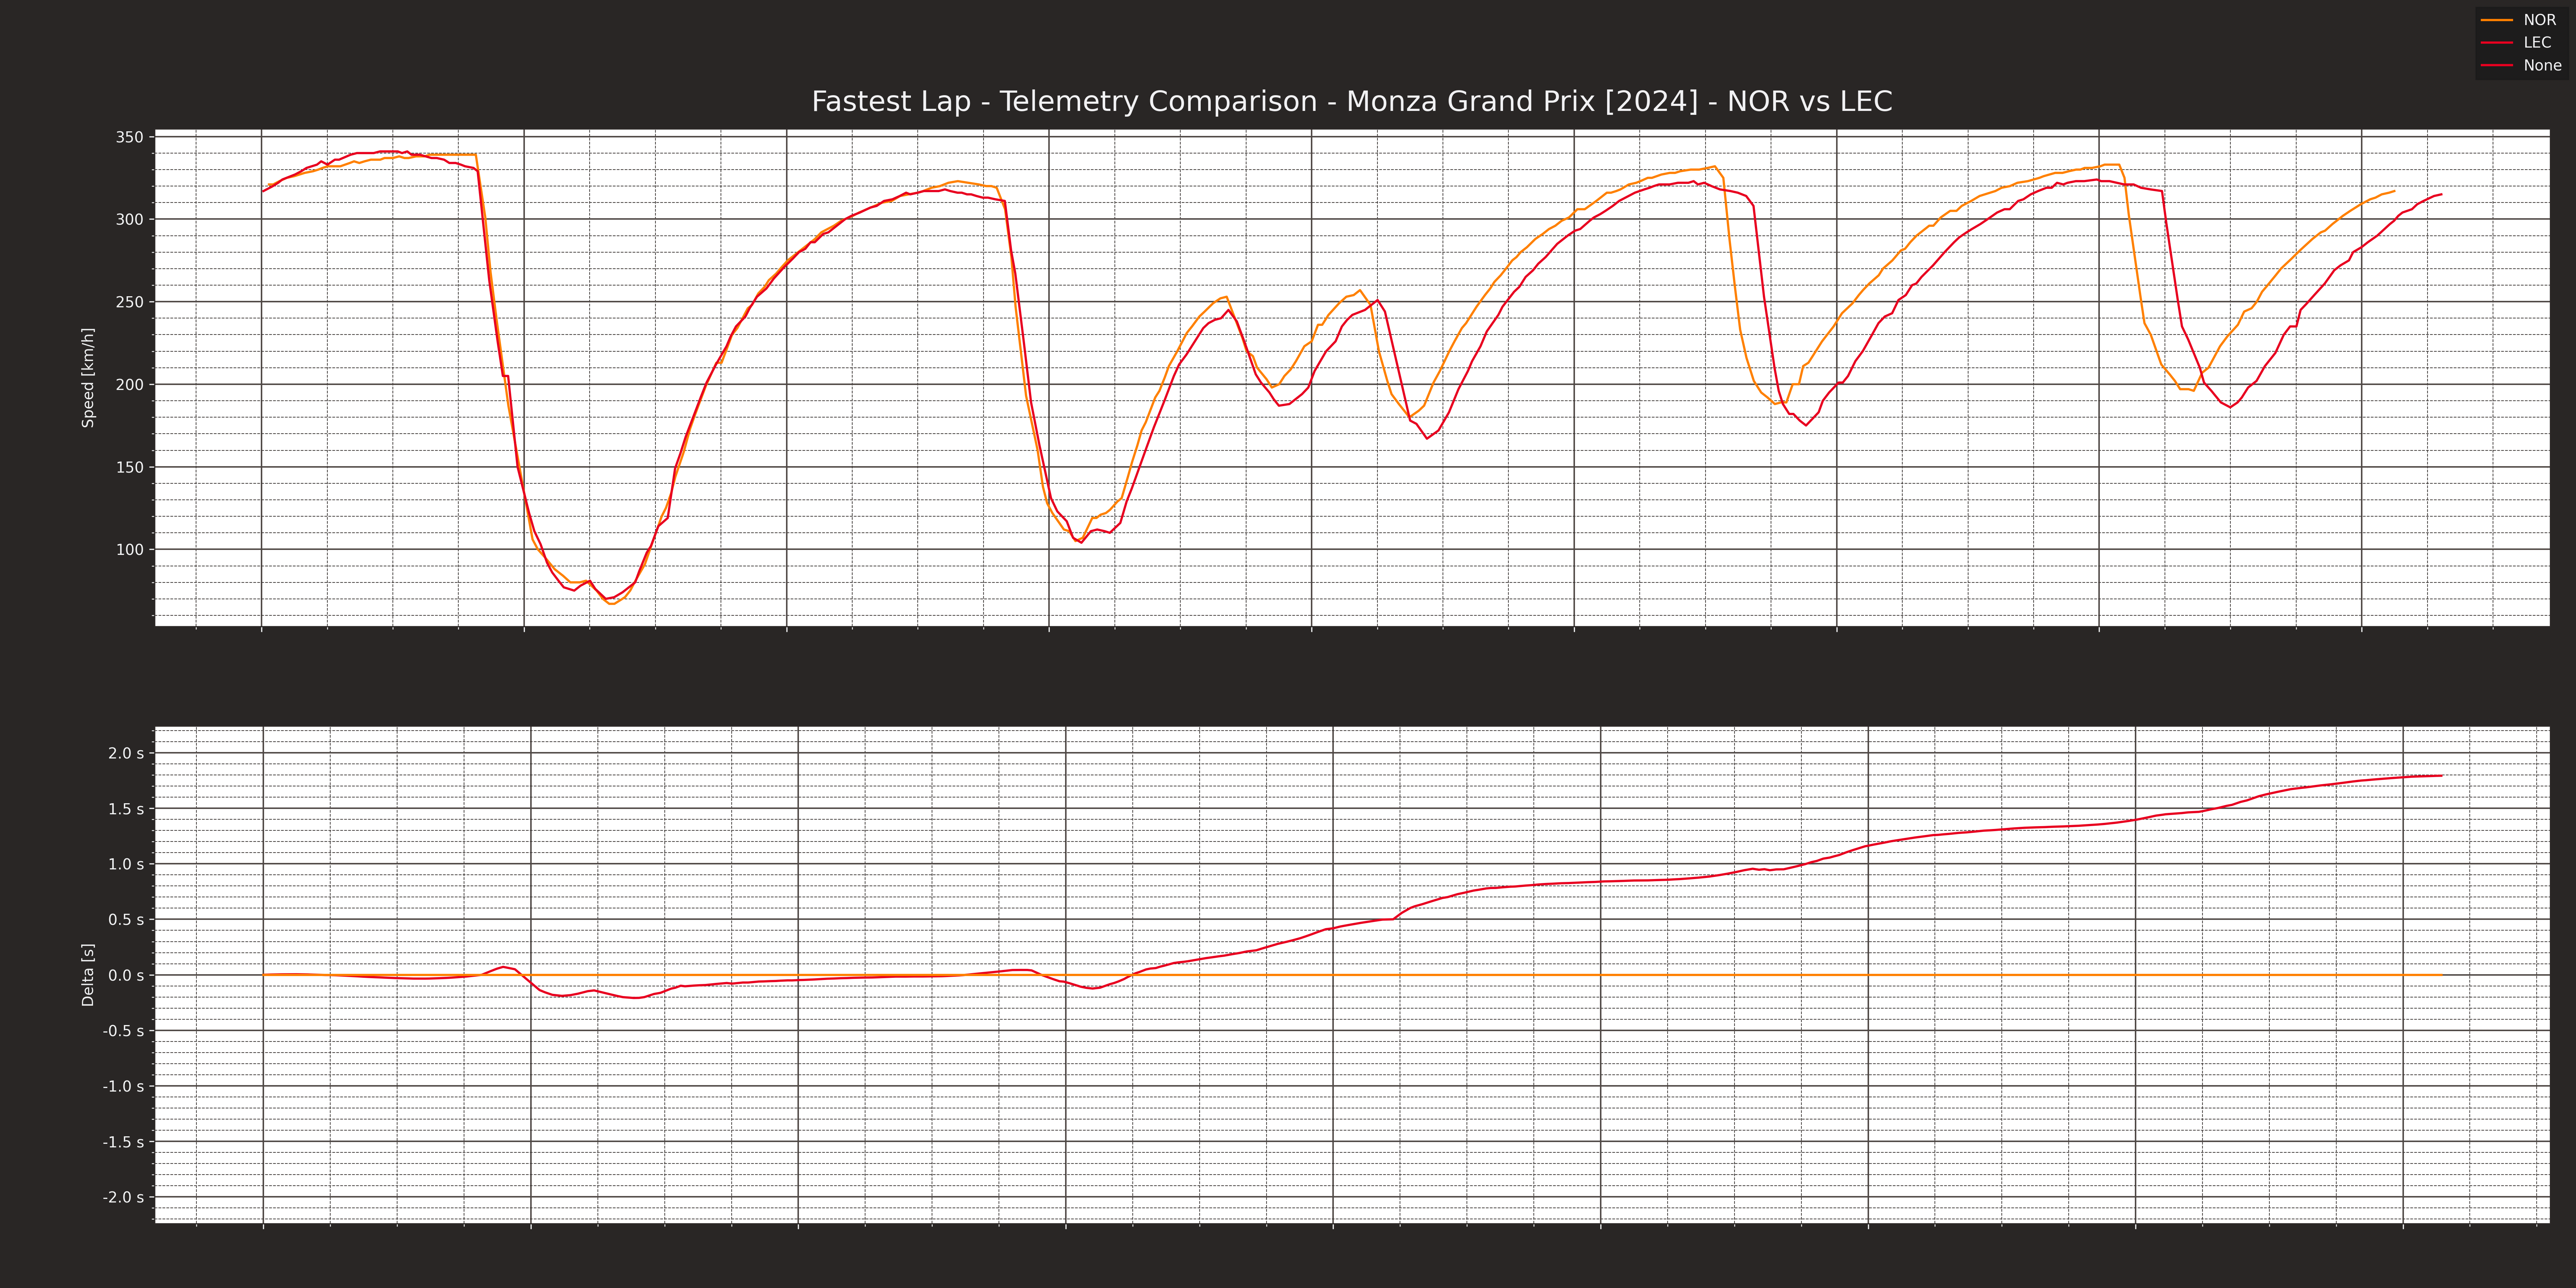 NOR
LEC
None
Fastest Lap - Telemetry Comparison - Monza Grand Prix [2024] - NOR vs LEC
350
300
250
200
150
100
Speed [km/h]
2.0 s
1.5 s
1.0 s
0.5 s
0.0 s
-0.5 s
-1.0 s
-1.5 s
-2.0 s
Delta [s]